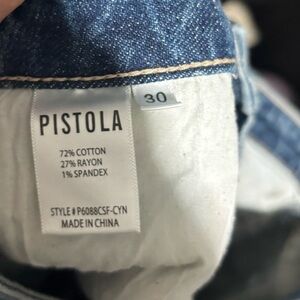 30
PISTOLA
72% COTTON
27% RAYON
1% SPANDEX
STYLE # P6088CSF-CYN
MADE IN CHINA